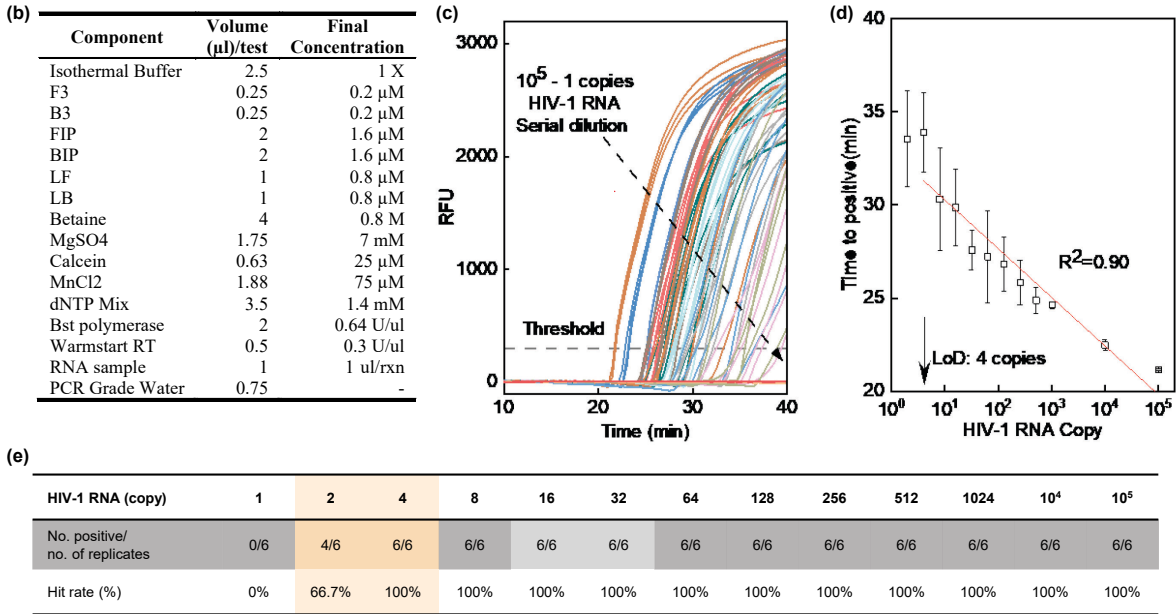 (b)
Component Volume (μl)/test Final Concentration
Isothermal Buffer 2.5 1 X
F3 0.25 0.2 μM
B3 0.25 0.2 μM
FIP 2 1.6 μM
BIP 2 1.6 μM
LF 1 0.8 μM
LB 1 0.8 μM
Betaine 4 0.8 M
MgSO4 1.75 7 mM
Calcein 0.63 25 μM
MnCl2 1.88 75 μM
dNTP Mix 3.5 1.4 mM
Bst polymerase 2 0.64 U/ul
Warmstart RT 0.5 0.3 U/ul
RNA sample 1 1 ul/rxn
PCR Grade Water 0.75 -
(c)
3000
2000
1000
0
RFU
10⁵ - 1 copies
HIV-1 RNA
Serial dilution
Threshold
10 20 30 40
Time (min)
(d)
40
35
30
25
20
Time to positive(min)
R²=0.90
LoD: 4 copies
10⁰ 10¹ 10² 10³ 10⁴ 10⁵
HIV-1 RNA Copy
(e)
HIV-1 RNA (copy) 1 2 4 8 16 32 64 128 256 512 1024 10⁴ 10⁵
No. positive/
no. of replicates 0/6 4/6 6/6 6/6 6/6 6/6 6/6 6/6 6/6 6/6 6/6 6/6 6/6
Hit rate (%) 0% 66.7% 100% 100% 100% 100% 100% 100% 100% 100% 100% 100% 100%